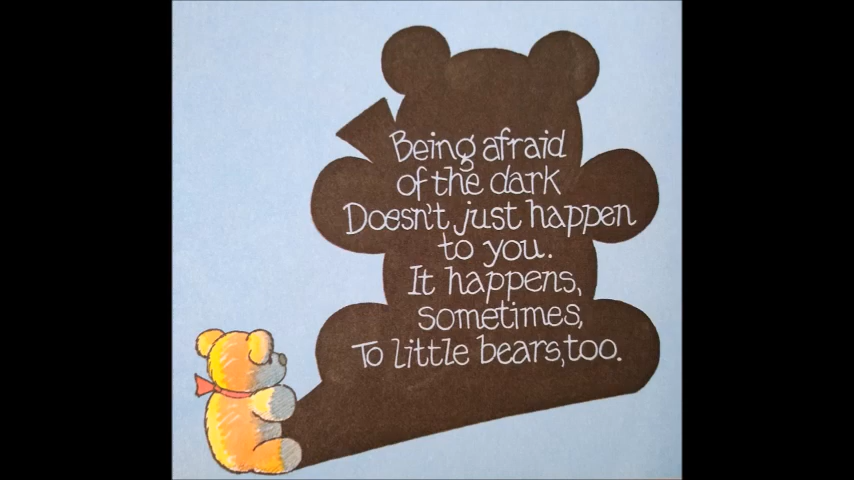 Being afraid
of the dark
Doesn't just happen
to you.
It happens,
sometimes,
To little bears, too.